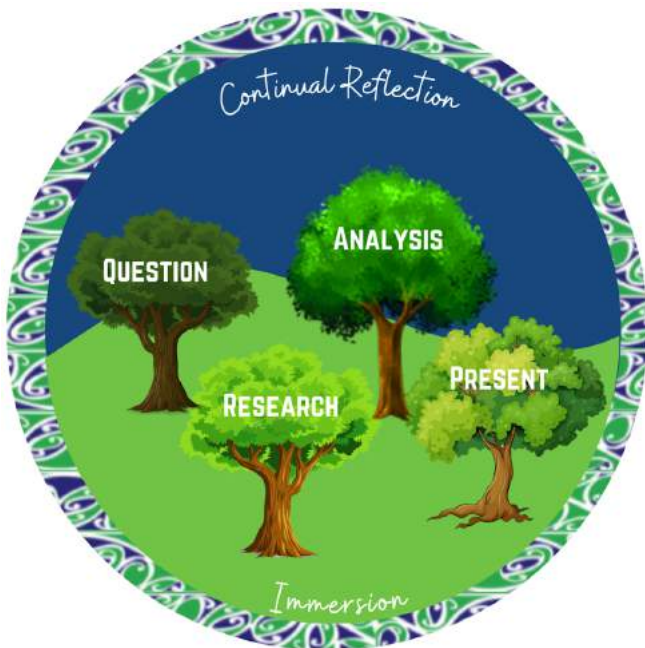 Continual Reflection
ANALYSIS
QUESTION
PRESENT
RESEARCH
Immersion